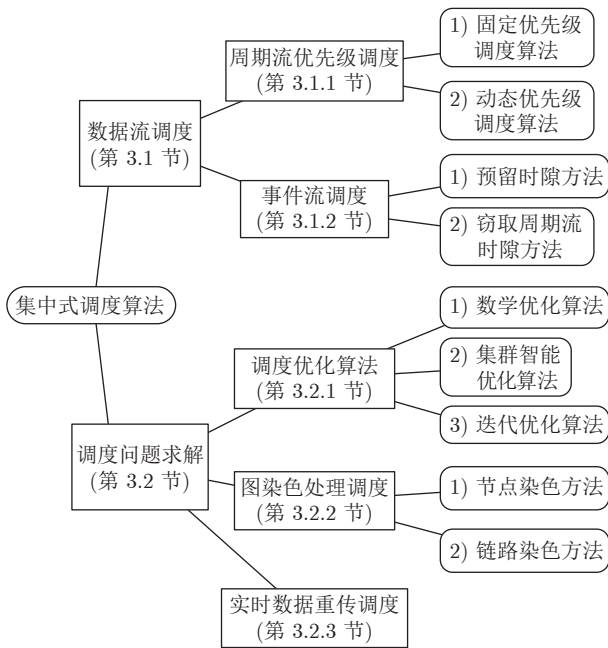 集中式调度算法
数据流调度
(第 3.1 节)
周期流优先级调度
(第 3.1.1 节)
1) 固定优先级
调度算法
2) 动态优先级
调度算法
事件流调度
(第 3.1.2 节)
1) 预留时隙方法
2) 窃取周期流
时隙方法
调度问题求解
(第 3.2 节)
调度优化算法
(第 3.2.1 节)
1) 数学优化算法
2) 集群智能
优化算法
3) 迭代优化算法
图染色处理调度
(第 3.2.2 节)
1) 节点染色方法
2) 链路染色方法
实时数据重传调度
(第 3.2.3 节)